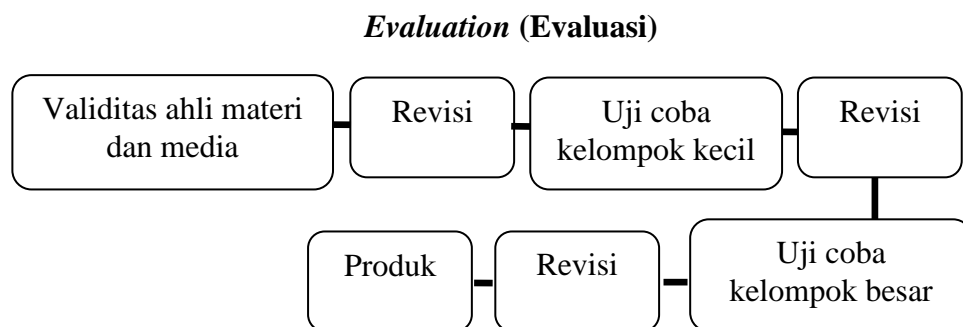 Evaluation (Evaluasi)
Validitas ahli materi
dan media
Revisi
Uji coba
kelompok kecil
Revisi
Uji coba
kelompok besar
Revisi
Produk